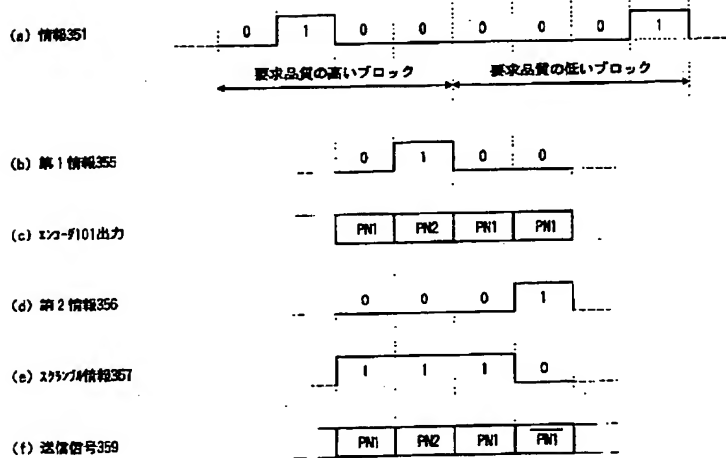 (a) 情報351
0 1 0 0 0 0 0 1
要求品質の高いブロック 要求品質の低いブロック
(b) 第1情報355
0 1 0 0
(c) エンコーダ101出力
PN1 PN2 PN1 PN1
(d) 第2情報356
0 0 0 1
(e) スクランブル情報367
1 1 1 0
(f) 送信信号359
PN1 PN2 PN1 PN1